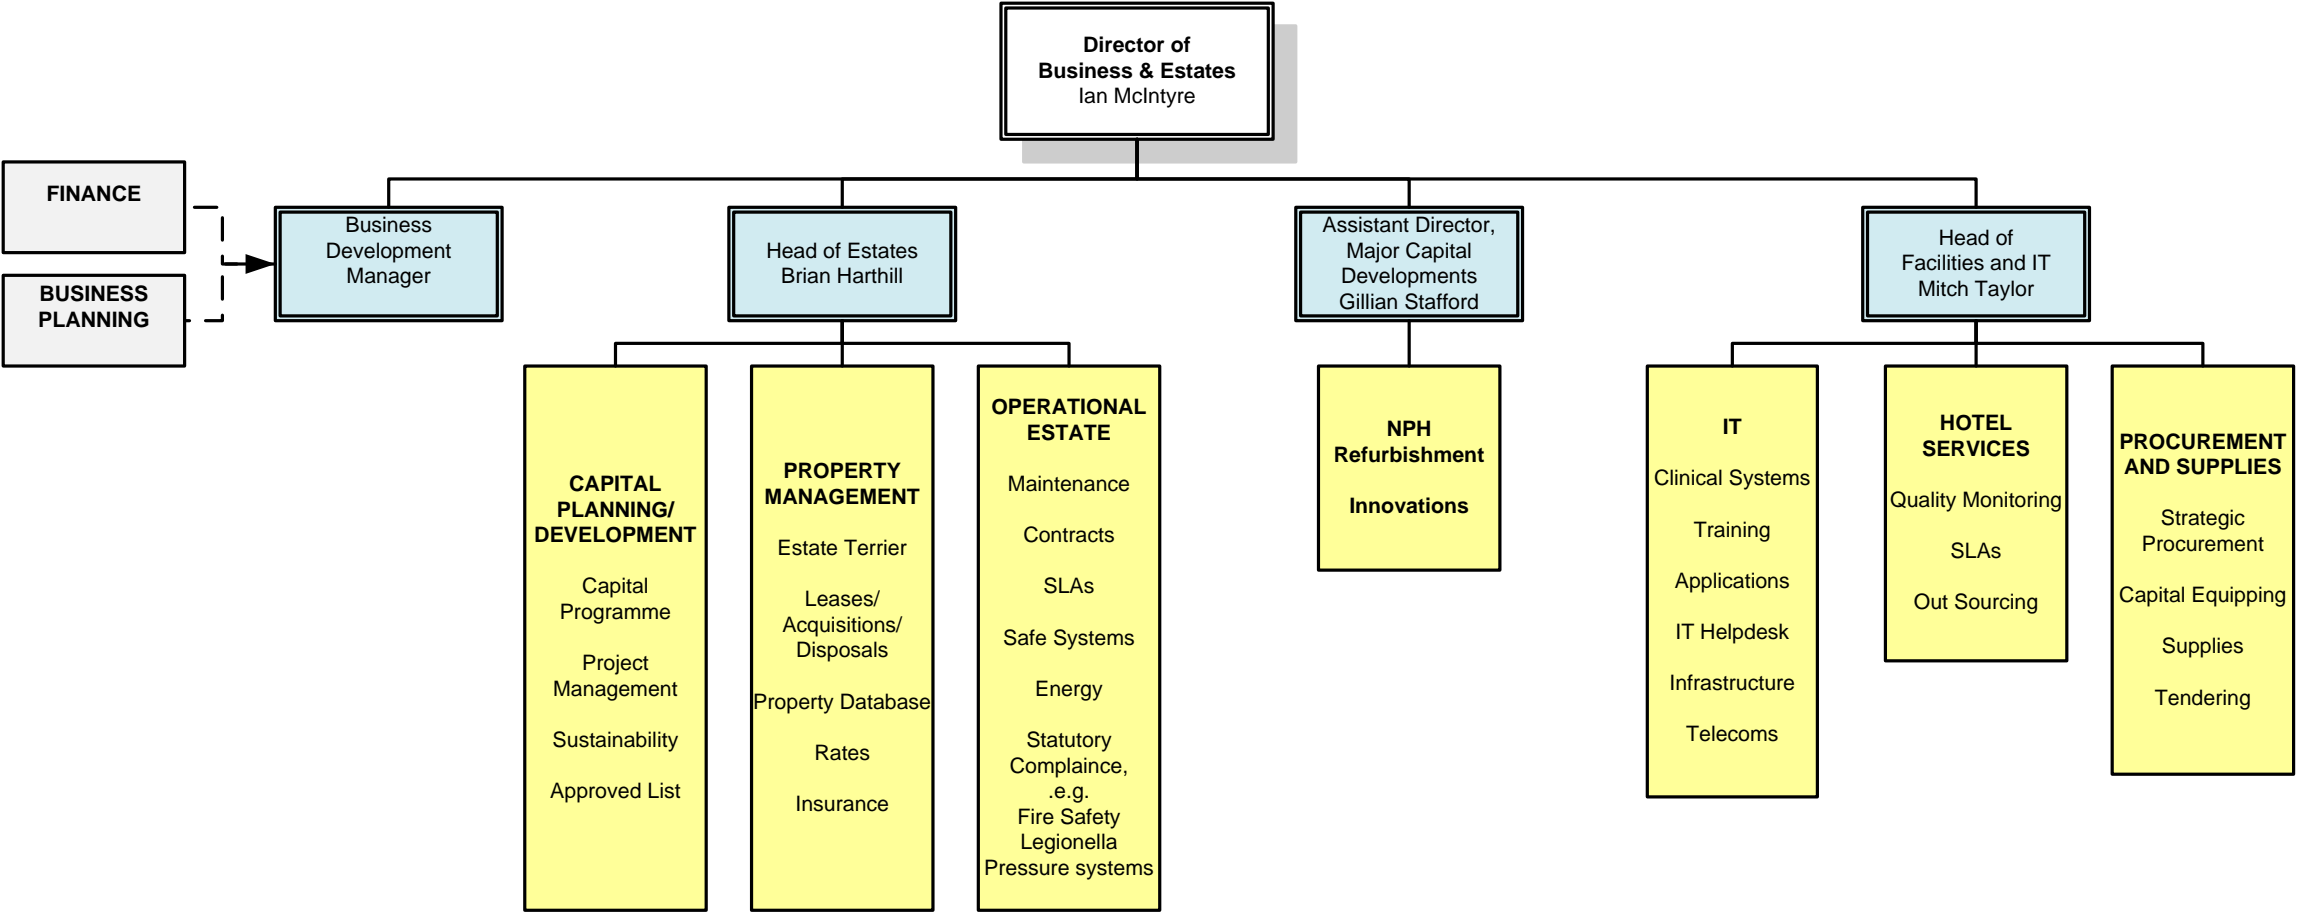 Director of
Business & Estates
Ian McIntyre
FINANCE
BUSINESS
PLANNING
Business
Development
Manager
Head of Estates
Brian Harthill
Assistant Director,
Major Capital
Developments
Gillian Stafford
Head of
Facilities and IT
Mitch Taylor
CAPITAL
PLANNING/
DEVELOPMENT
Capital
Programme
Project
Management
Sustainability
Approved List
PROPERTY
MANAGEMENT
Estate Terrier
Leases/
Acquisitions/
Disposals
Property Database
Rates
Insurance
OPERATIONAL
ESTATE
Maintenance
Contracts
SLAs
Safe Systems
Energy
Statutory
Complaince,
.e.g.
Fire Safety
Legionella
Pressure systems
NPH
Refurbishment
Innovations
IT
Clinical Systems
Training
Applications
IT Helpdesk
Infrastructure
Telecoms
HOTEL
SERVICES
Quality Monitoring
SLAs
Out Sourcing
PROCUREMENT
AND SUPPLIES
Strategic
Procurement
Capital Equipping
Supplies
Tendering